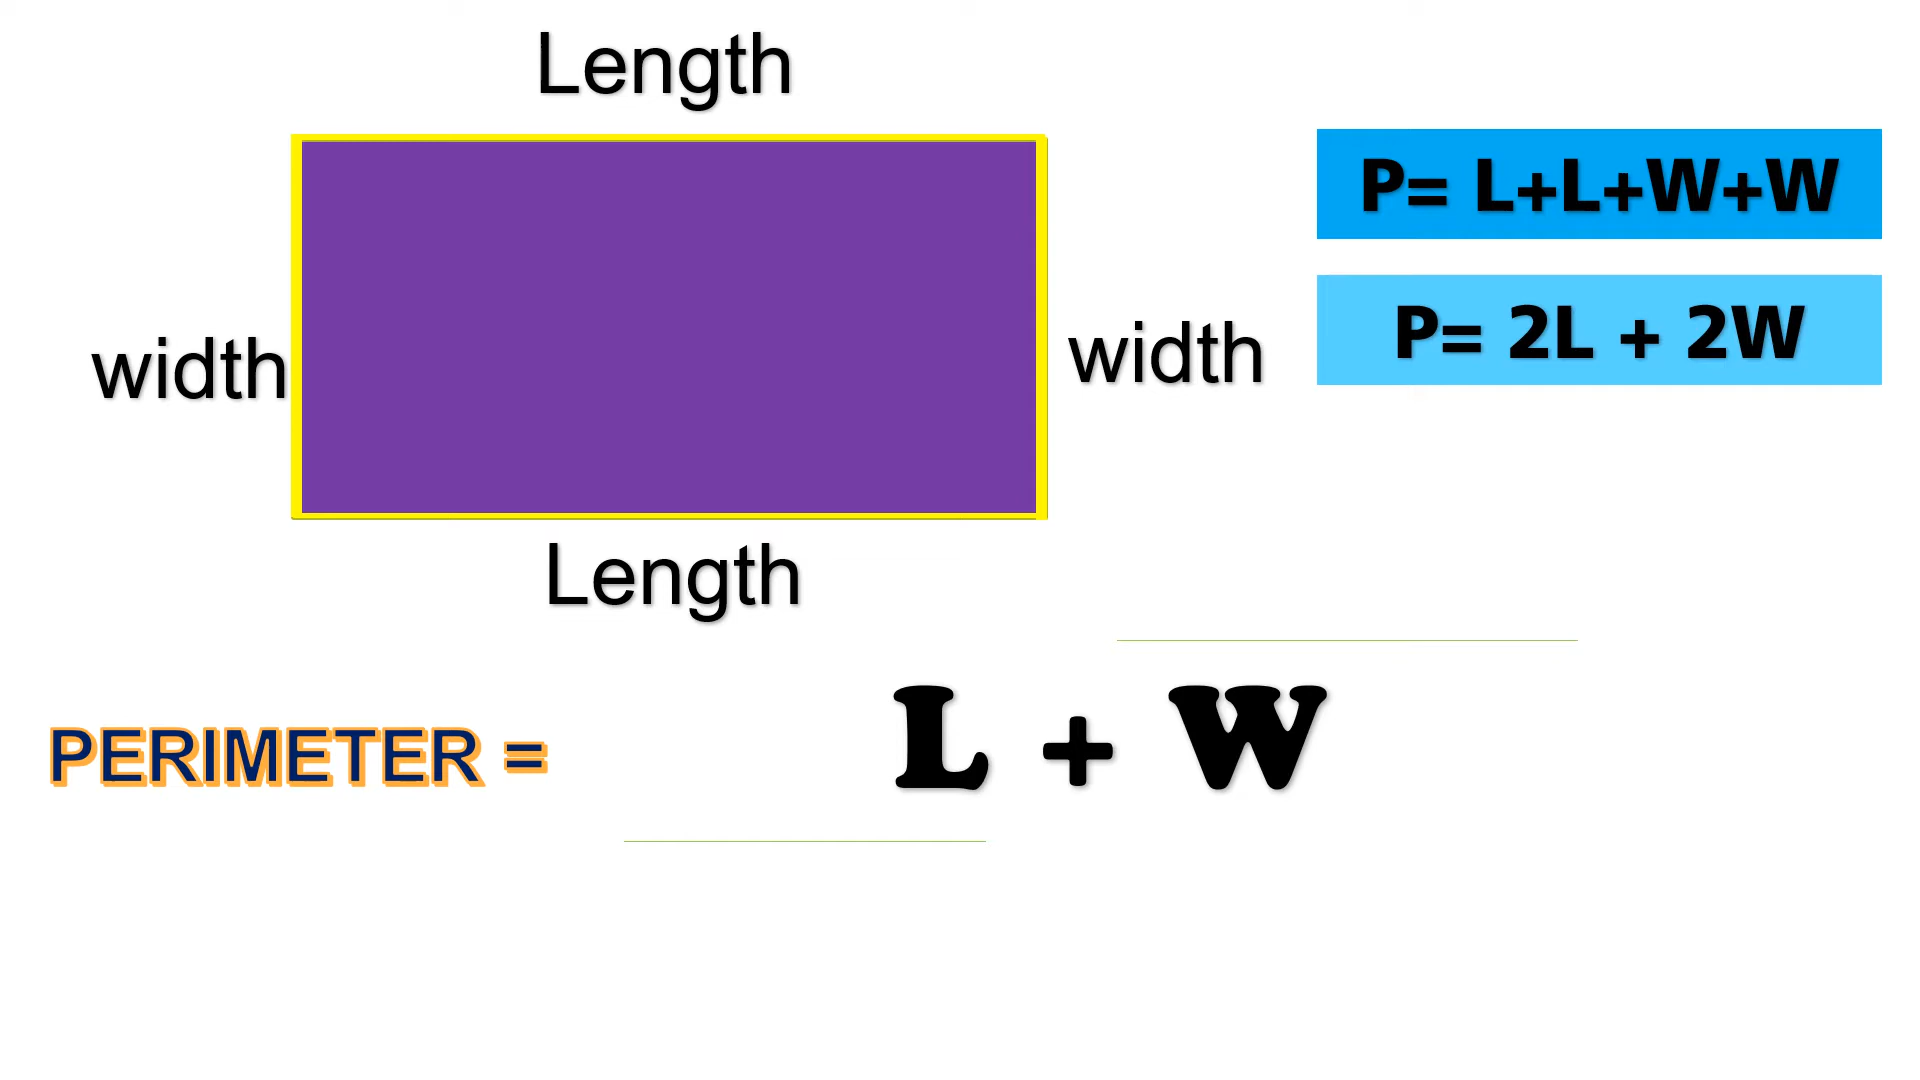 Length
P= L+L+W+W
P= 2L + 2W
width
width
Length
PERIMETER = L + W